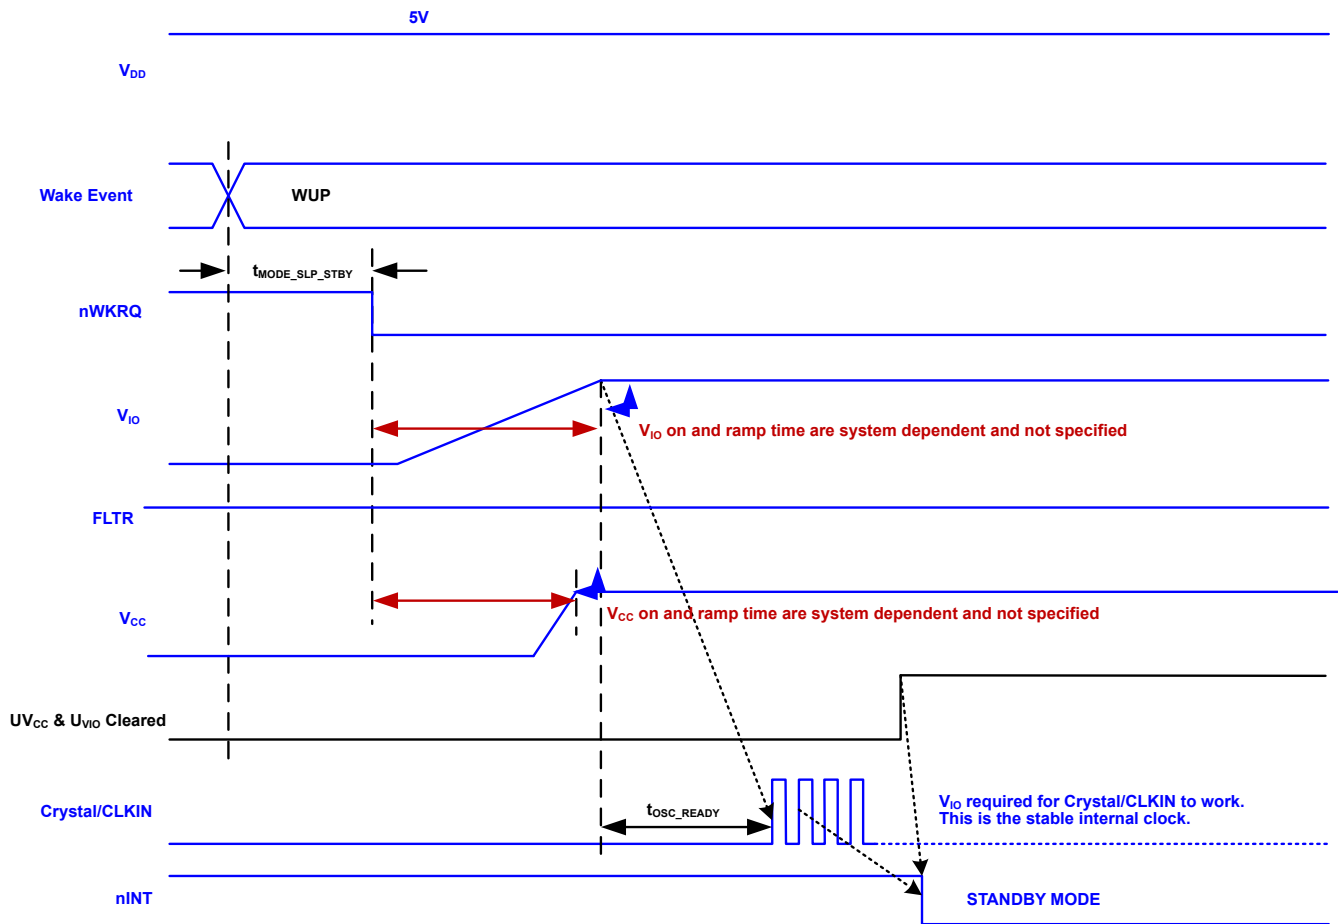 5V
VDD
Wake Event
WUP
tMODE_SLP_STBY
nWKRQ
VIO
VIO on and ramp time are system dependent and not specified
FLTR
VCC
VCC on and ramp time are system dependent and not specified
UVCC & UVIO Cleared
Crystal/CLKIN
tOSC_READY
VIO required for Crystal/CLKIN to work.
This is the stable internal clock.
nINT
STANDBY MODE